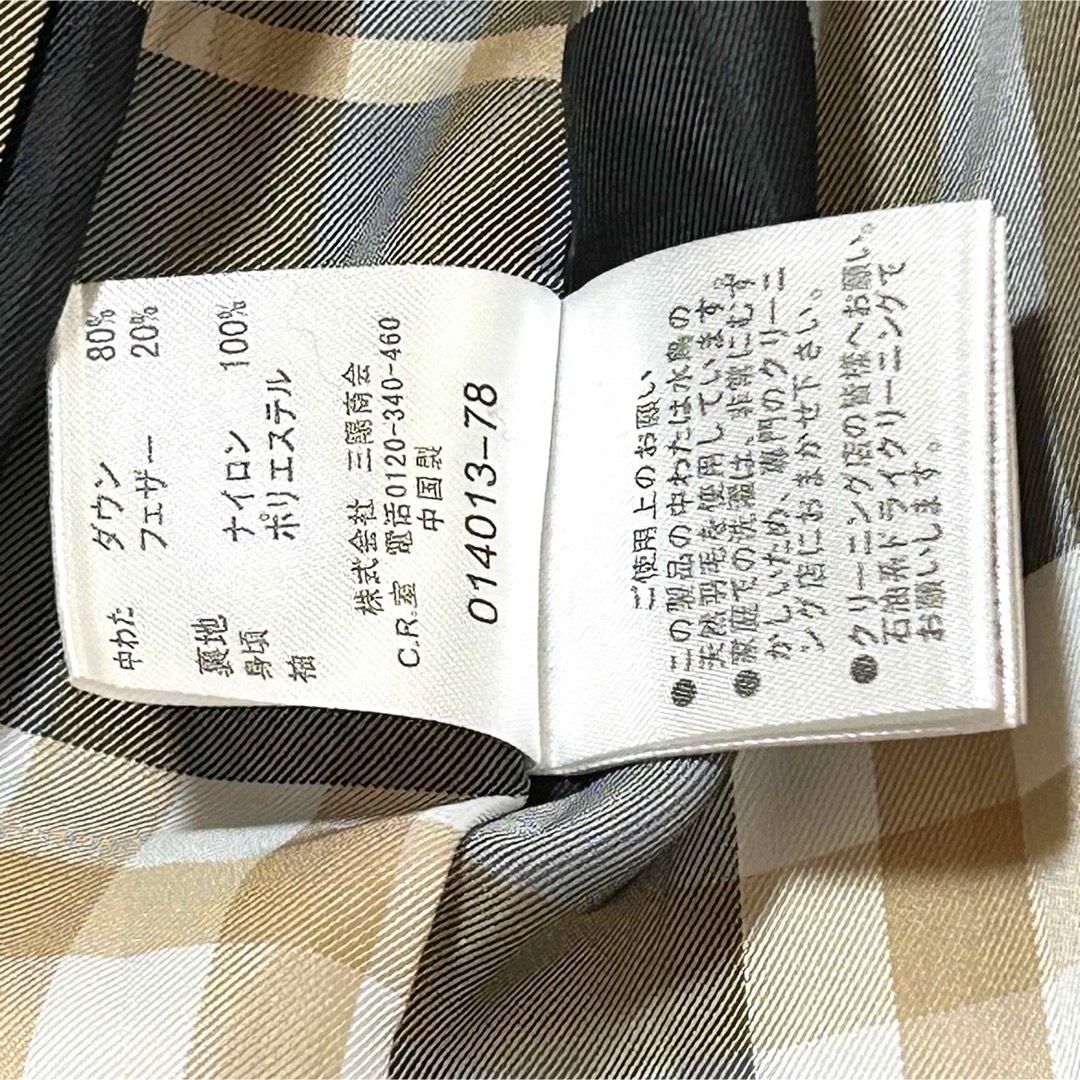 中わた ダウン 80%
フェザー 20%
裏地
身頃 ナイロン 100%
袖 ポリエステル
株式会社 三陽商会
C.R.室 電話0120-340-460
中国製
014013-78
ご使用上のお願い
●この製品の中わたは水鳥の
天然羽毛を使用しています。
●家庭での洗濯は、非常にむず
かしいため、専門のクリーニ
ング店におまかせ下さい。
●クリーニング店の皆様へお願い。
石油系ドライクリーニングで
お願いします。